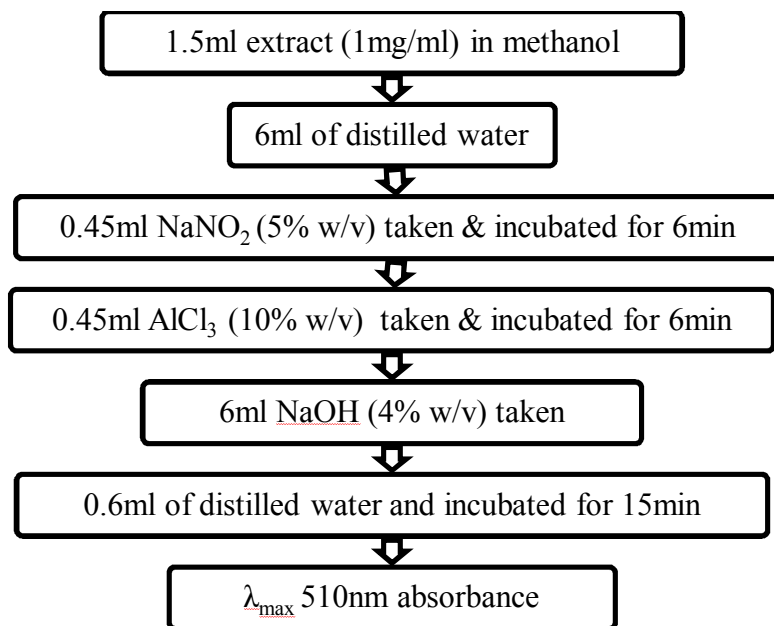 1.5ml extract (1mg/ml) in methanol
6ml of distilled water
0.45ml NaNO₂ (5% w/v) taken & incubated for 6min
0.45ml AlCl₃ (10% w/v) taken & incubated for 6min
6ml NaOH (4% w/v) taken
0.6ml of distilled water and incubated for 15min
λmax 510nm absorbance